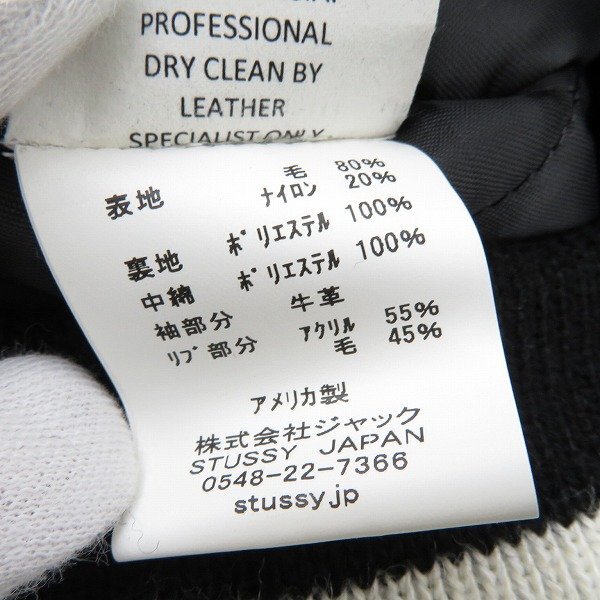 PROFESSIONAL
DRY CLEAN BY
LEATHER
SPECIALIST ONLY
表地 毛 80%
ナイロン 20%
裏地 ポリエステル 100%
中綿 ポリエステル 100%
袖部分 牛革
リブ部分 アクリル 55%
毛 45%
アメリカ製
株式会社ジャック
STUSSY JAPAN
0548-22-7366
stussy.jp